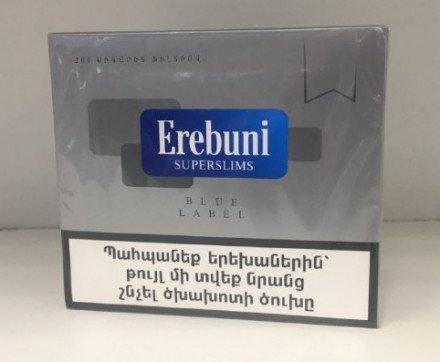 Erebuni
SUPERSLIMS
BLUE
LABEL
Պահպանեք երեխաներին՝
թույլ մի տվեք նրանց
շնչել ծխախոտի ծուխը